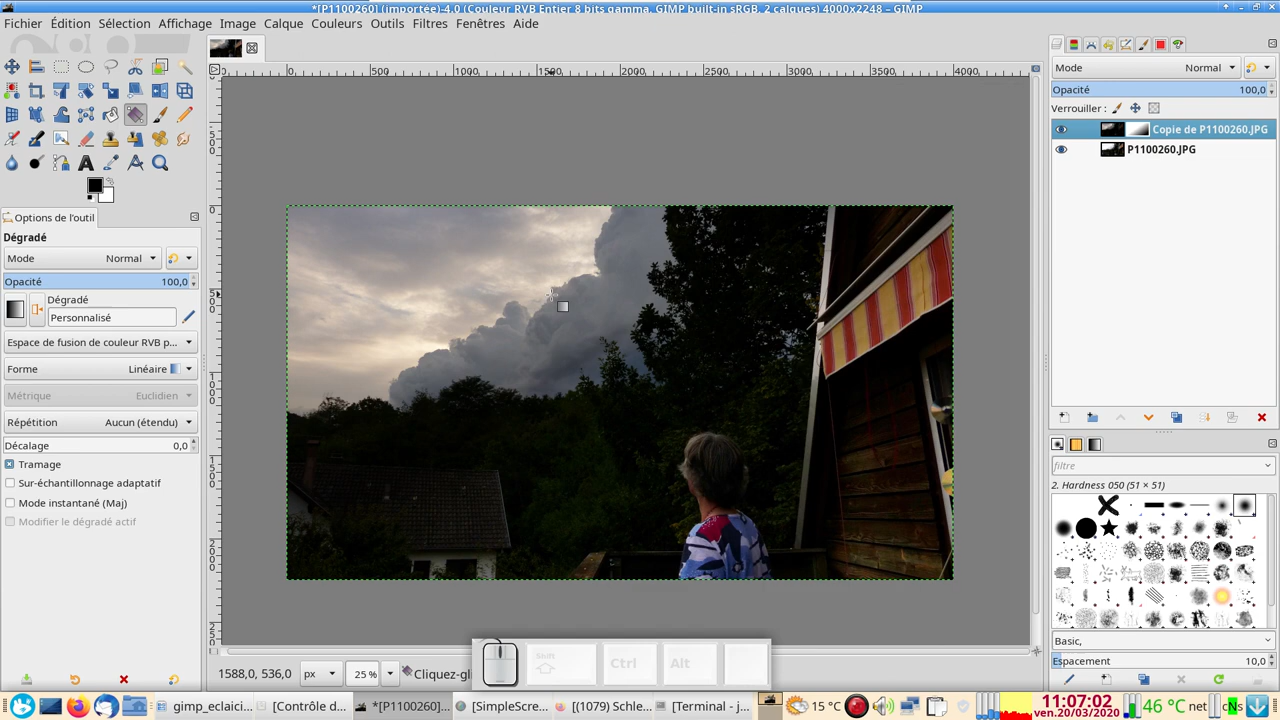 *[P1100260] (importée)-4.0 (Couleur RVB Entier 8 bits gamma, GIMP built-in sRGB, 2 calques) 4000x2248 – GIMP
Fichier Édition Sélection Affichage Image Calque Couleurs Outils Filtres Fenêtres Aide
0 500 1000 1500 2000 2500 3000 3500 4000
Options de l'outil
Dégradé
Mode Normal
Opacité 100,0
Dégradé
Personnalisé
Espace de fusion de couleur RVB p...
Forme Linéaire
Métrique Euclidien
Répétition Aucun (étendu)
Décalage 0,0
Tramage
Sur-échantillonnage adaptatif
Mode instantané (Maj)
Modifier le dégradé actif
Mode Normal
Opacité 100,0
Verrouiller :
Copie de P1100260.JPG
P1100260.JPG
filtre
2. Hardness 050 (51 × 51)
Basic,
Espacement 10,0
1588,0, 536,0 px 25 % Cliquez-gl
Shift Ctrl Alt
gimp_eclaici... [Contrôle d... *[P1100260]... [SimpleScre... [(1079) Schle... [Terminal - j... 15 °C 11:07:02 ven.20/03/2020 46 °C net